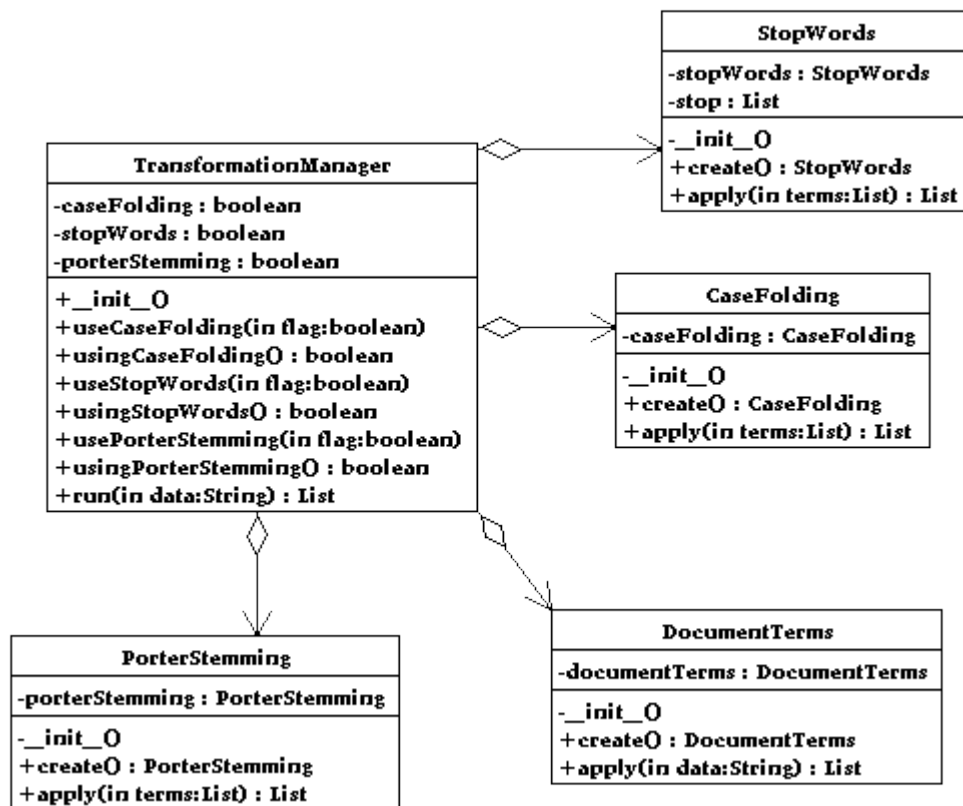 StopWords
-stopWords : StopWords
-stop : List
-__init__()
+create() : StopWords
+apply(in terms:List) : List
TransformationManager
-caseFolding : boolean
-stopWords : boolean
-porterStemming : boolean
+__init__()
+useCaseFolding(in flag:boolean)
+usingCaseFolding() : boolean
+useStopWords(in flag:boolean)
+usingStopWords() : boolean
+usePorterStemming(in flag:boolean)
+usingPorterStemming() : boolean
+run(in data:String) : List
CaseFolding
-caseFolding : CaseFolding
-__init__()
+create() : CaseFolding
+apply(in terms:List) : List
DocumentTerms
-documentTerms : DocumentTerms
-__init__()
+create() : DocumentTerms
+apply(in data:String) : List
PorterStemming
-porterStemming : PorterStemming
-__init__()
+create() : PorterStemming
+apply(in terms:List) : List